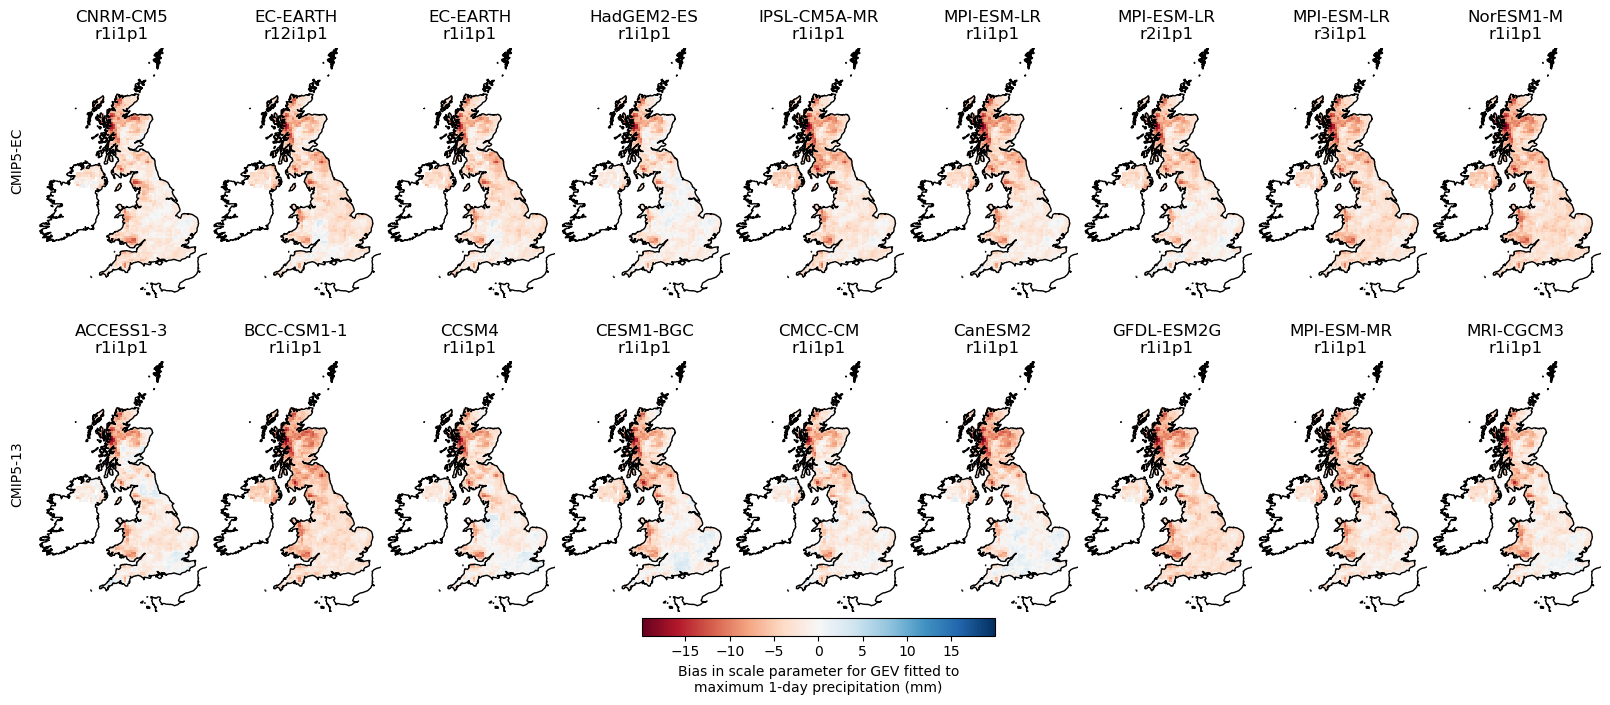 CNRM-CM5
r1i1p1
EC-EARTH
r12i1p1
EC-EARTH
r1i1p1
HadGEM2-ES
r1i1p1
IPSL-CM5A-MR
r1i1p1
MPI-ESM-LR
r1i1p1
MPI-ESM-LR
r2i1p1
MPI-ESM-LR
r3i1p1
NorESM1-M
r1i1p1
CMIP5-EC
ACCESS1-3
r1i1p1
BCC-CSM1-1
r1i1p1
CCSM4
r1i1p1
CESM1-BGC
r1i1p1
CMCC-CM
r1i1p1
CanESM2
r1i1p1
GFDL-ESM2G
r1i1p1
MPI-ESM-MR
r1i1p1
MRI-CGCM3
r1i1p1
CMIP5-13
−15 −10 −5 0 5 10 15
Bias in scale parameter for GEV fitted to
maximum 1-day precipitation (mm)